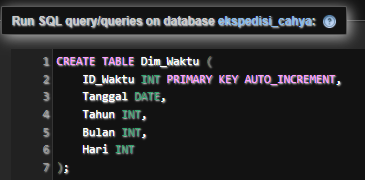 Run SQL query/queries on database ekspedisi_cahya:
1 CREATE TABLE Dim_Waktu (
2 ID_Waktu INT PRIMARY KEY AUTO_INCREMENT,
3 Tanggal DATE,
4 Tahun INT,
5 Bulan INT,
6 Hari INT
7 );